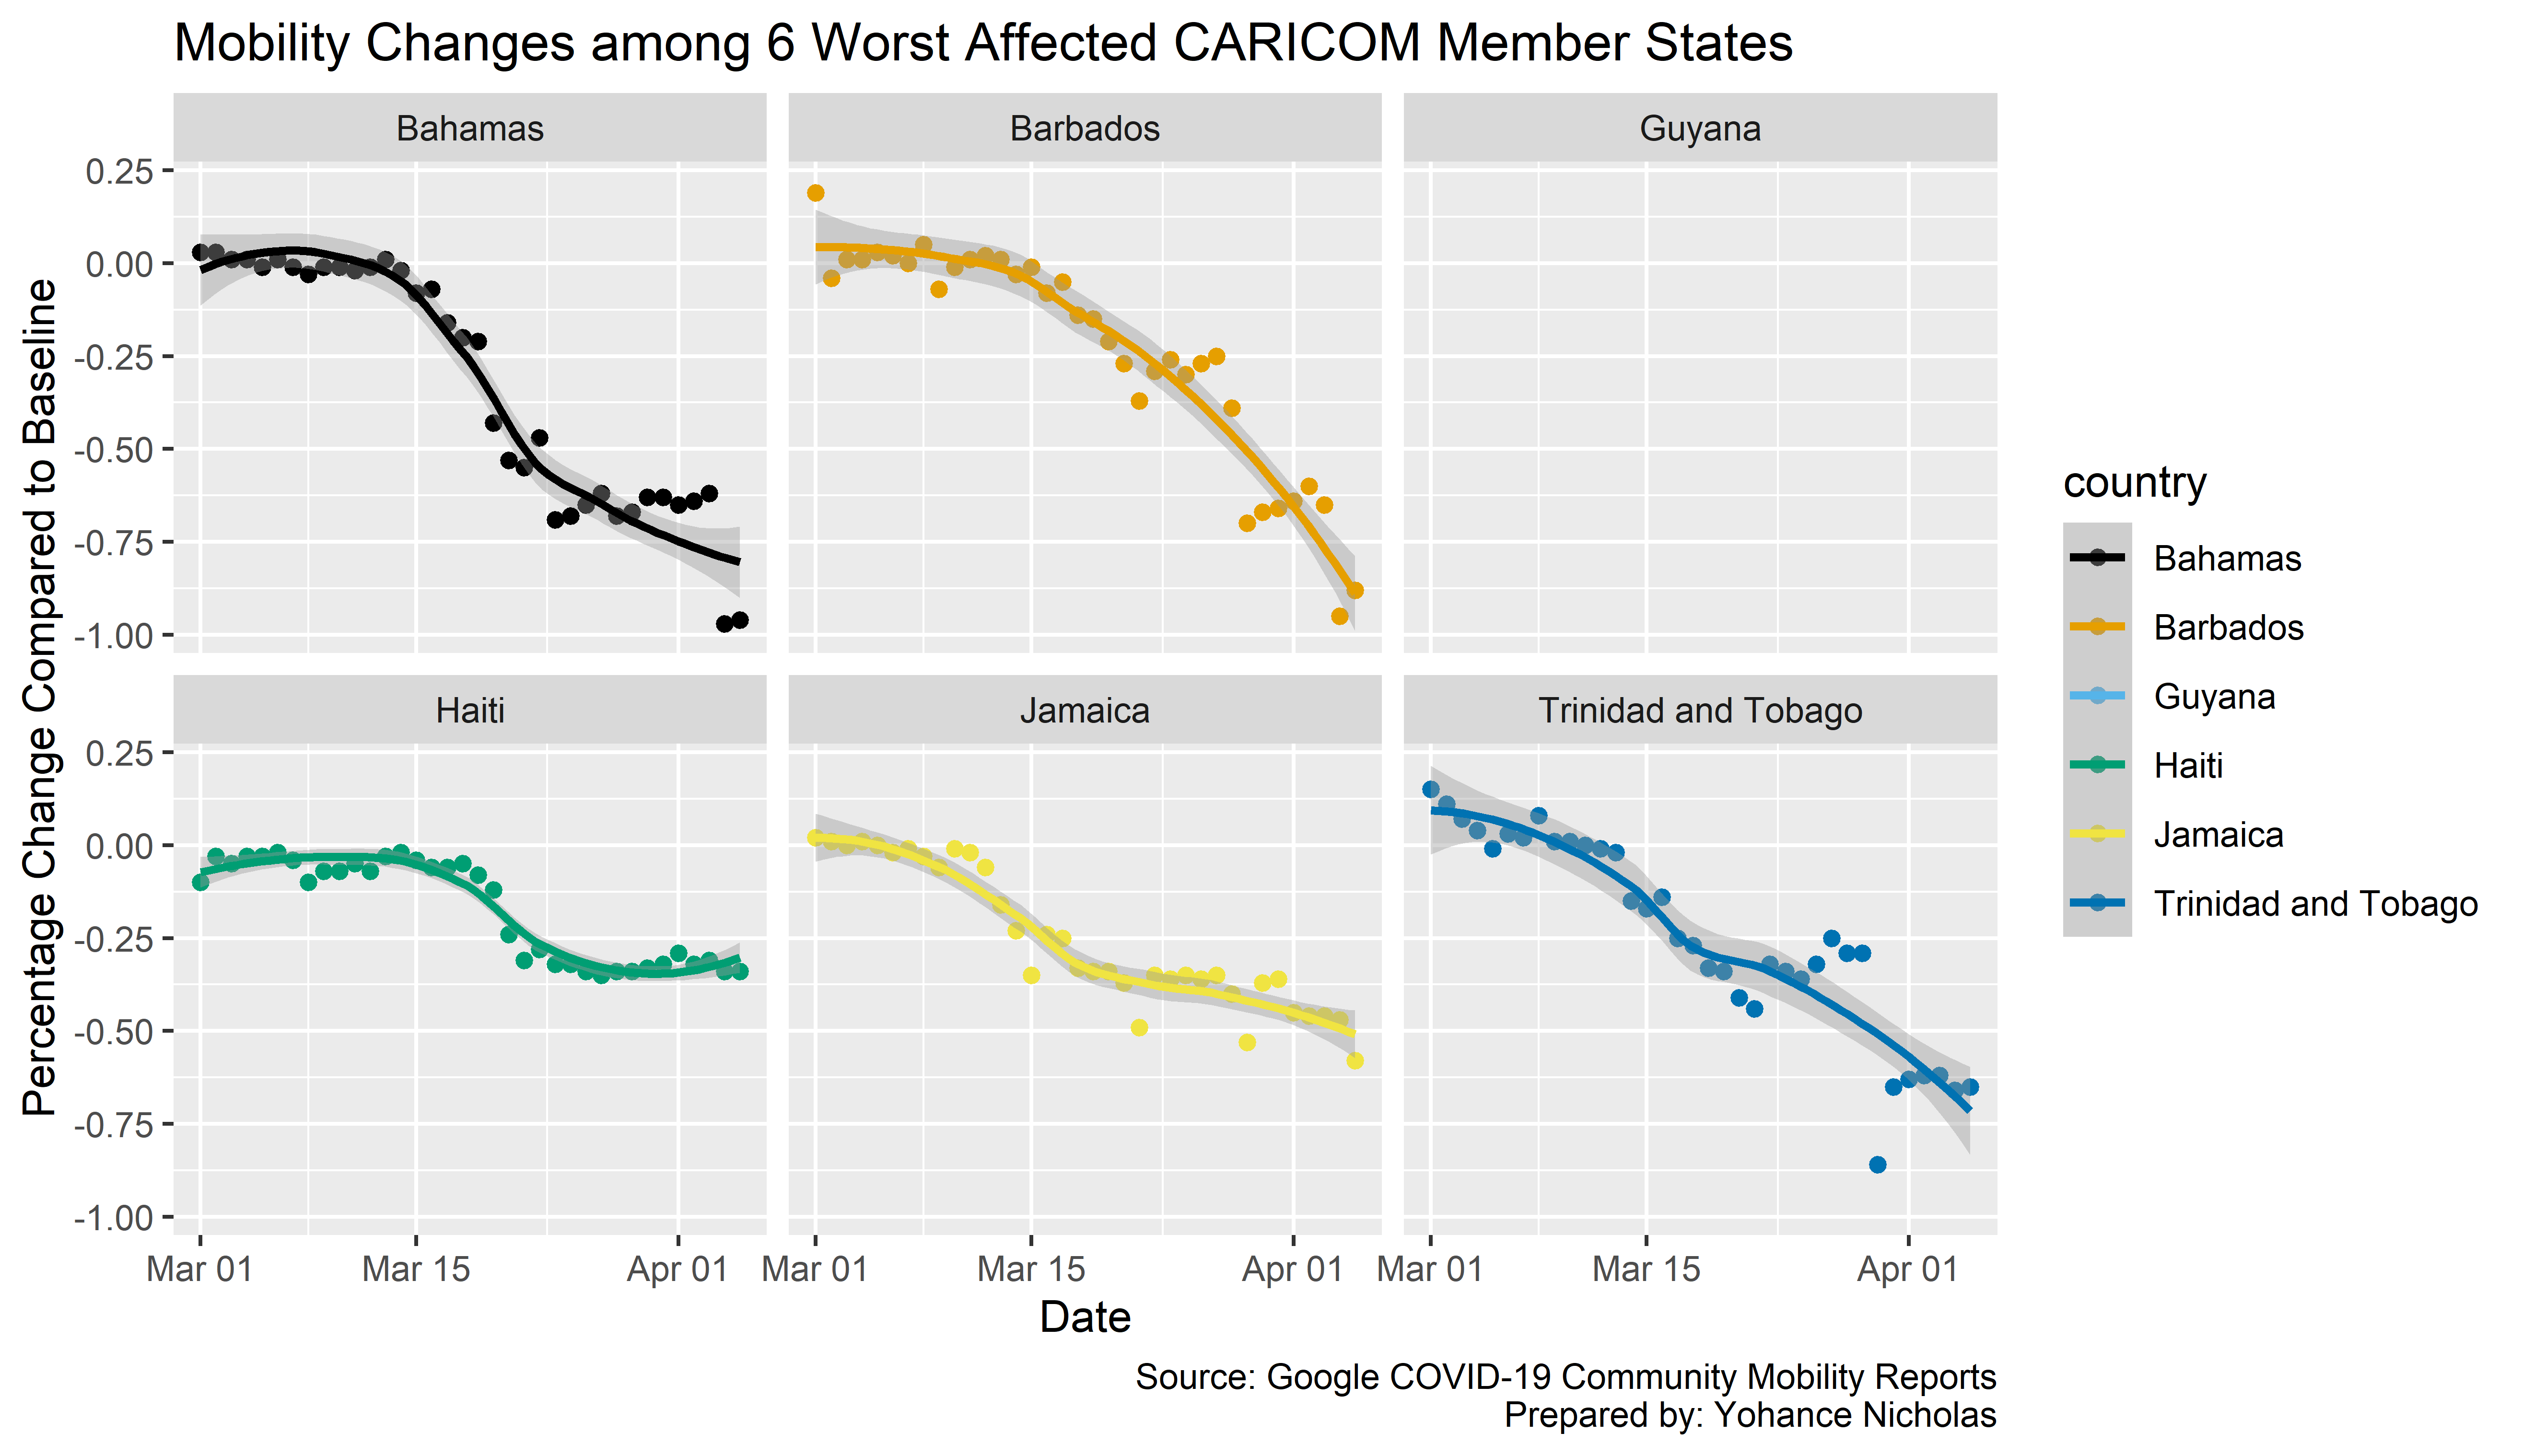 Mobility Changes among 6 Worst Affected CARICOM Member States
Bahamas
Barbados
Guyana
0.25
0.00
-0.25
-0.50
-0.75
-1.00
Haiti
Jamaica
Trinidad and Tobago
0.25
0.00
-0.25
-0.50
-0.75
-1.00
Percentage Change Compared to Baseline
Mar 01 Mar 15 Apr 01 Mar 01 Mar 15 Apr 01 Mar 01 Mar 15 Apr 01
Date
country
Bahamas
Barbados
Guyana
Haiti
Jamaica
Trinidad and Tobago
Source: Google COVID-19 Community Mobility Reports
Prepared by: Yohance Nicholas